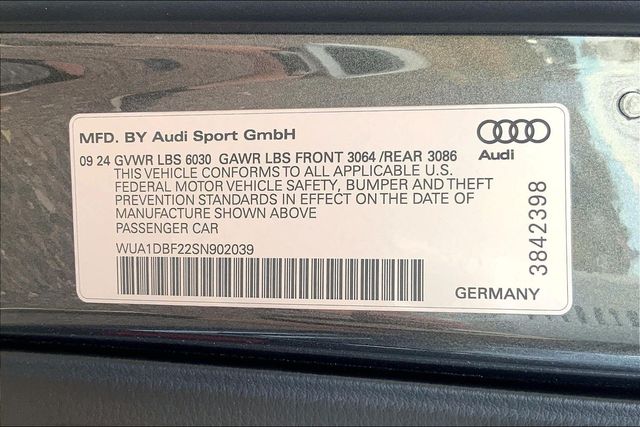 MFD. BY Audi Sport GmbH
Audi
09 24 GVWR LBS 6030 GAWR LBS FRONT 3064 /REAR 3086
THIS VEHICLE CONFORMS TO ALL APPLICABLE U.S.
FEDERAL MOTOR VEHICLE SAFETY, BUMPER AND THEFT
PREVENTION STANDARDS IN EFFECT ON THE DATE OF
MANUFACTURE SHOWN ABOVE
PASSENGER CAR
WUA1DBF22SN902039
3842398
GERMANY